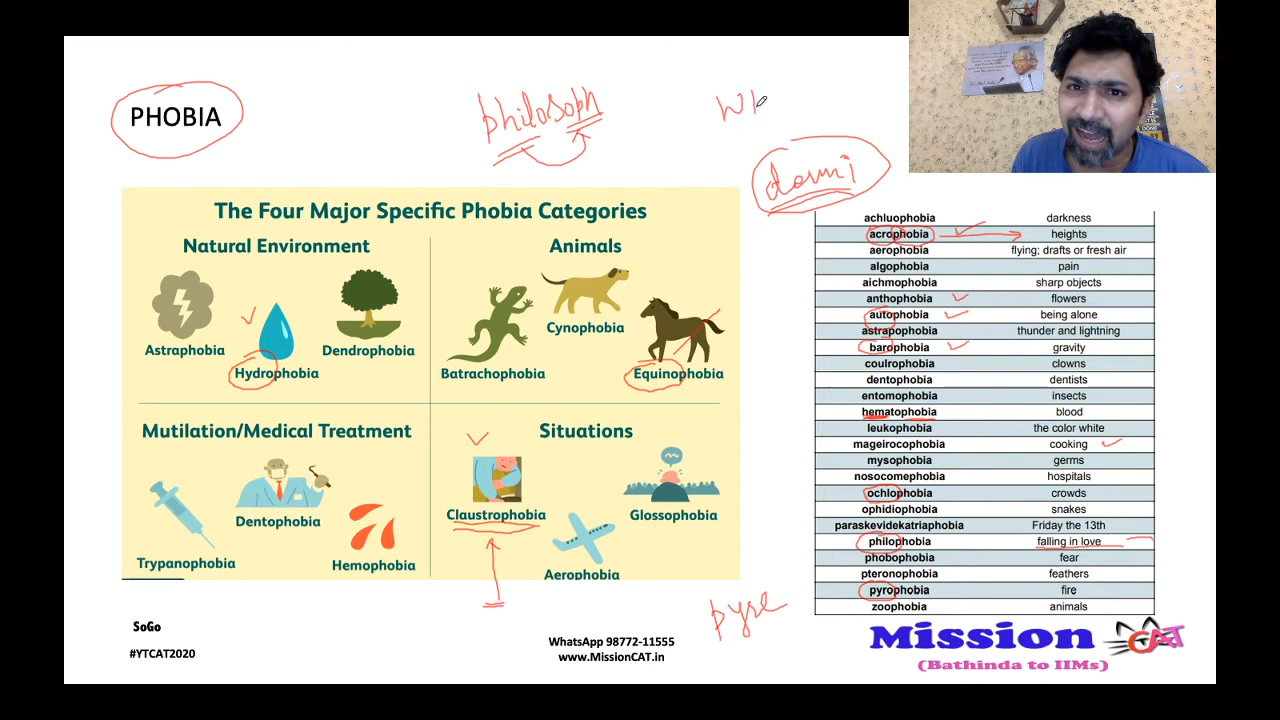 PHOBIA
philosoph
domi
The Four Major Specific Phobia Categories
Natural Environment
Animals
Astraphobia
Hydrophobia
Dendrophobia
Batrachophobia
Cynophobia
Equinophobia
Mutilation/Medical Treatment
Situations
Trypanophobia
Dentophobia
Hemophobia
Claustrophobia
Aerophobia
Glossophobia
achluophobia darkness
acrophobia heights
aerophobia flying; drafts or fresh air
algophobia pain
aichmophobia sharp objects
anthophobia flowers
autophobia being alone
astrapophobia thunder and lightning
barophobia gravity
coulrophobia clowns
dentophobia dentists
entomophobia insects
hematophobia blood
leukophobia the color white
mageirocophobia cooking
mysophobia germs
nosocomephobia hospitals
ochlophobia crowds
ophidiophobia snakes
paraskevidekatriaphobia Friday the 13th
philophobia falling in love
phobophobia fear
pteronophobia feathers
pyrophobia fire
zoophobia animals
pyre
SoGo
#YTCAT2020
WhatsApp 98772-11555
www.MissionCAT.in
Mission CAT
(Bathinda to IIMs)